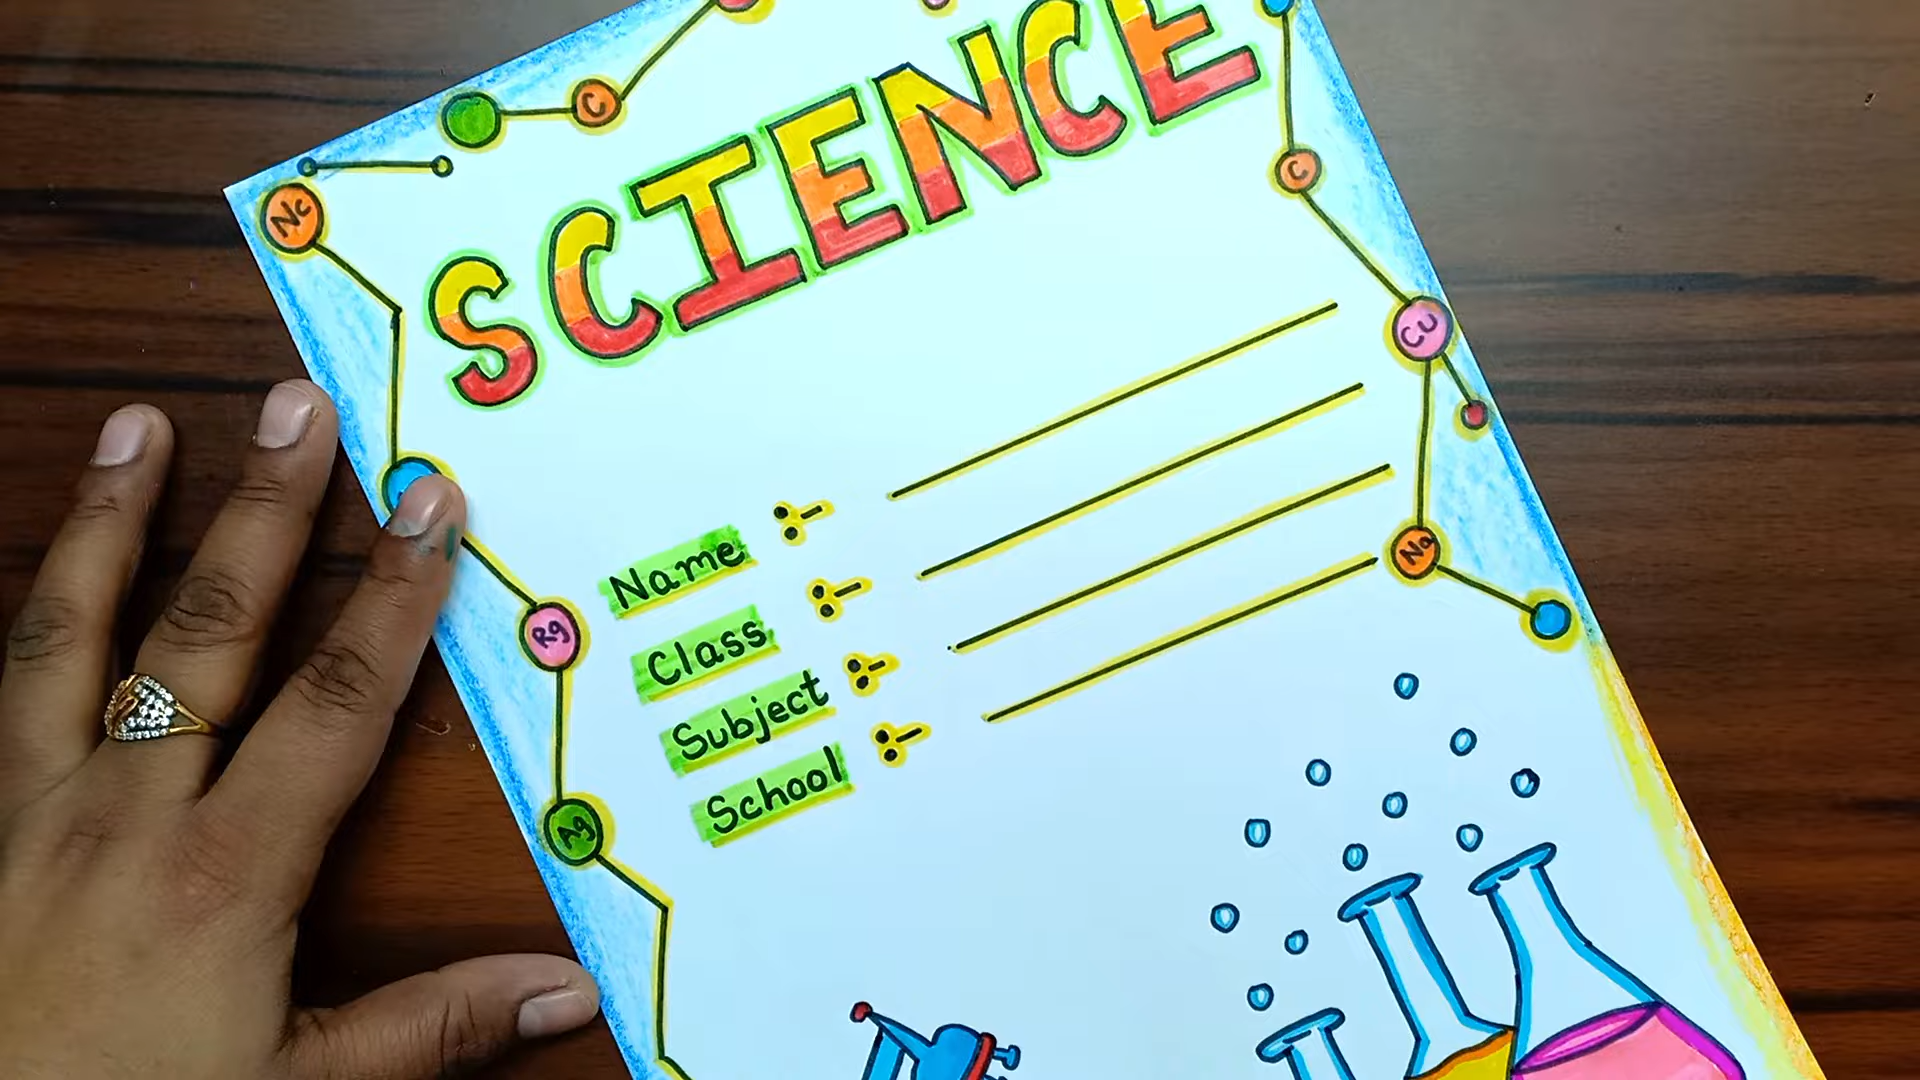 SCIENCE
C
Nc
C
Cu
Na
Rg
Ag
Name :-
Class :-
Subject :-
School :-